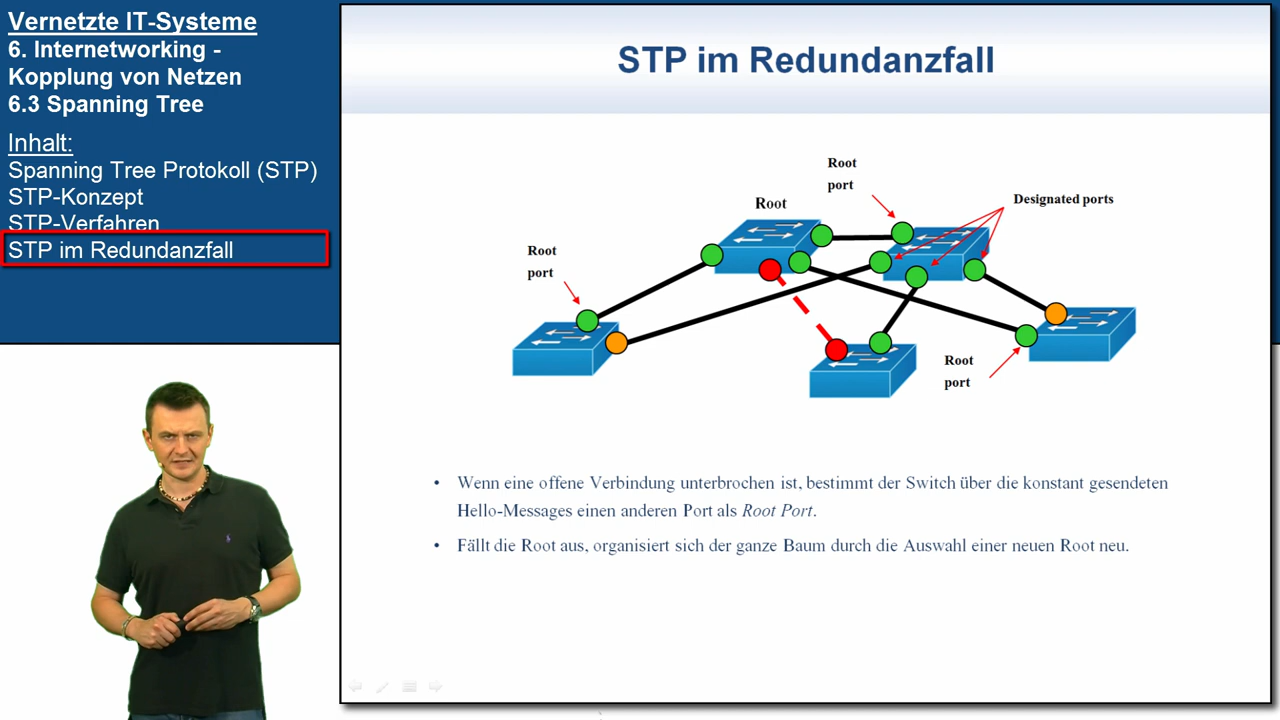 Vernetzte IT-Systeme
6. Internetworking -
Kopplung von Netzen
6.3 Spanning Tree
Inhalt:
Spanning Tree Protokoll (STP)
STP-Konzept
STP-Verfahren
STP im Redundanzfall
STP im Redundanzfall
Root
port
Root
Designated ports
Root
port
Root
port
• Wenn eine offene Verbindung unterbrochen ist, bestimmt der Switch über die konstant gesendeten
Hello-Messages einen anderen Port als Root Port.
• Fällt die Root aus, organisiert sich der ganze Baum durch die Auswahl einer neuen Root neu.